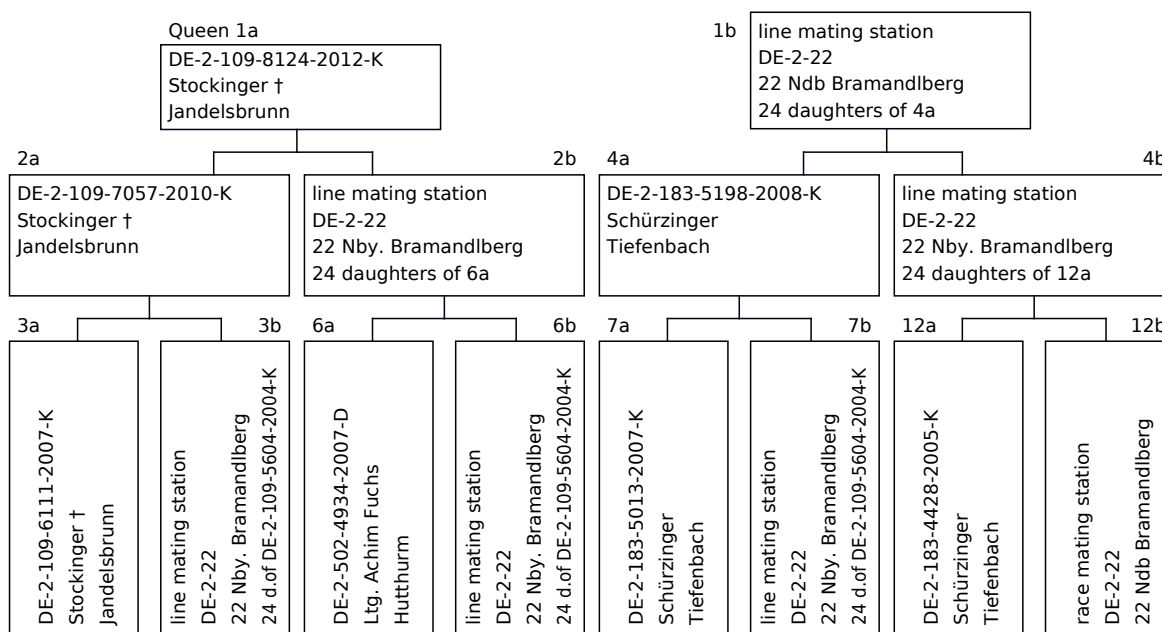 Queen 1a
DE-2-109-8124-2012-K
Stockinger †
Jandelsbrunn
1b
line mating station
DE-2-22
22 Ndb Bramandlberg
24 daughters of 4a
2a
DE-2-109-7057-2010-K
Stockinger †
Jandelsbrunn
2b
line mating station
DE-2-22
22 Nby. Bramandlberg
24 daughters of 6a
4a
DE-2-183-5198-2008-K
Schürzinger
Tiefenbach
4b
line mating station
DE-2-22
22 Nby. Bramandlberg
24 daughters of 12a
3a
DE-2-109-6111-2007-K
Stockinger †
Jandelsbrunn
3b
line mating station
DE-2-22
22 Nby. Bramandlberg
24 d.of DE-2-109-5604-2004-K
6a
DE-2-502-4934-2007-D
Ltg. Achim Fuchs
Hutthurm
6b
line mating station
DE-2-22
22 Nby. Bramandlberg
24 d.of DE-2-109-5604-2004-K
7a
DE-2-183-5013-2007-K
Schürzinger
Tiefenbach
7b
line mating station
DE-2-22
22 Nby. Bramandlberg
24 d.of DE-2-109-5604-2004-K
12a
DE-2-183-4428-2005-K
Schürzinger
Tiefenbach
12b
race mating station
DE-2-22
22 Ndb Bramandlberg